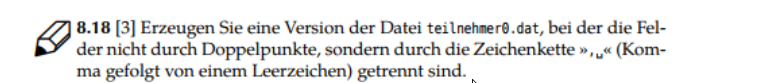 8.18 [3] Erzeugen Sie eine Version der Datei teilnehmer0.dat, bei der die Fel-
der nicht durch Doppelpunkte, sondern durch die Zeichenkette »,␣« (Kom-
ma gefolgt von einem Leerzeichen) getrennt sind.